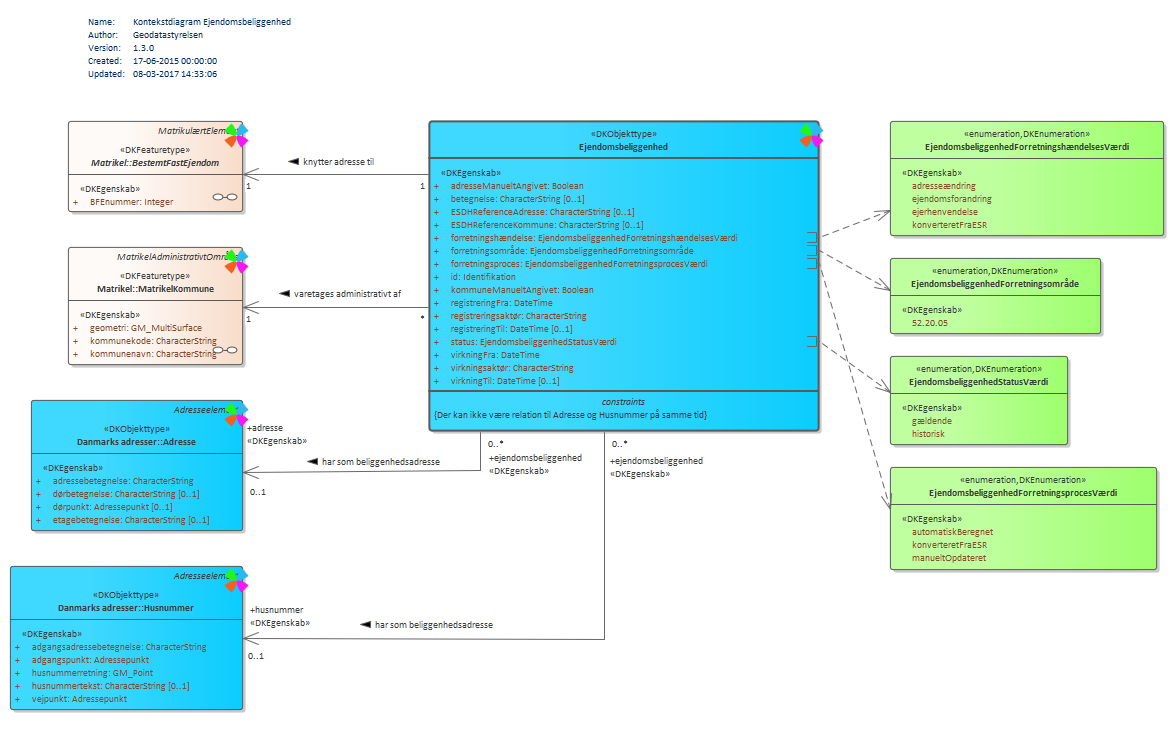 Name: Kontekstdiagram Ejendomsbeliggenhed
Author: Geodatastyrelsen
Version: 1.3.0
Created: 17-06-2015 00:00:00
Updated: 08-03-2017 14:33:06
MatrikulærtElem
«DKFeaturetype»
Matrikel::BestemtFastEjendom
«DKEgenskab»
+ BFEnummer: Integer
knytter adresse til
1
1
MatrikelAdministrativtOmr
«DKFeaturetype»
Matrikel::MatrikelKommune
«DKEgenskab»
+ geometri: GM_MultiSurface
+ kommunekode: CharacterString
+ kommunenavn: CharacterString
varetages administrativt af
1
*
Adresseelem
«DKObjekttype»
Danmarks adresser::Adresse
«DKEgenskab»
+ adressebetegnelse: CharacterString
+ dørbetegnelse: CharacterString [0..1]
+ dørpunkt: Adressepunkt [0..1]
+ etagebetegnelse: CharacterString [0..1]
+adresse
«DKEgenskab»
har som beliggenhedsadresse
0..1
0..*
+ejendomsbeliggenhed
«DKEgenskab»
Adresseelem
«DKObjekttype»
Danmarks adresser::Husnummer
«DKEgenskab»
+ adgangsadressebetegnelse: CharacterString
+ adgangspunkt: Adressepunkt
+ husnummerretning: GM_Point
+ husnummertekst: CharacterString [0..1]
+ vejpunkt: Adressepunkt
+husnummer
«DKEgenskab»
har som beliggenhedsadresse
0..1
0..*
+ejendomsbeliggenhed
«DKEgenskab»
«DKObjekttype»
Ejendomsbeliggenhed
«DKEgenskab»
+ adresseManueltAngivet: Boolean
+ betegnelse: CharacterString [0..1]
+ ESDHReferenceAdresse: CharacterString [0..1]
+ ESDHReferenceKommune: CharacterString [0..1]
+ forretningshændelse: EjendomsbeliggenhedForretningshændelsesVærdi
+ forretningsområde: EjendomsbeliggenhedForretningsområde
+ forretningsproces: EjendomsbeliggenhedForretningsprocesVærdi
+ id: Identifikation
+ kommuneManueltAngivet: Boolean
+ registreringFra: DateTime
+ registreringsaktør: CharacterString
+ registreringTil: DateTime [0..1]
+ status: EjendomsbeliggenhedStatusVærdi
+ virkningFra: DateTime
+ virkningsaktør: CharacterString
+ virkningTil: DateTime [0..1]
constraints
{Der kan ikke være relation til Adresse og Husnummer på samme tid}
«enumeration,DKEnumeration»
EjendomsbeliggenhedForretningshændelsesVærdi
«DKEgenskab»
adresseændring
ejendomsforandring
ejerhenvendelse
konverteretFraESR
«enumeration,DKEnumeration»
EjendomsbeliggenhedForretningsområde
«DKEgenskab»
52.20.05
«enumeration,DKEnumeration»
EjendomsbeliggenhedStatusVærdi
«DKEgenskab»
gældende
historisk
«enumeration,DKEnumeration»
EjendomsbeliggenhedForretningsprocesVærdi
«DKEgenskab»
automatiskBeregnet
konverteretFraESR
manueltOpdateret